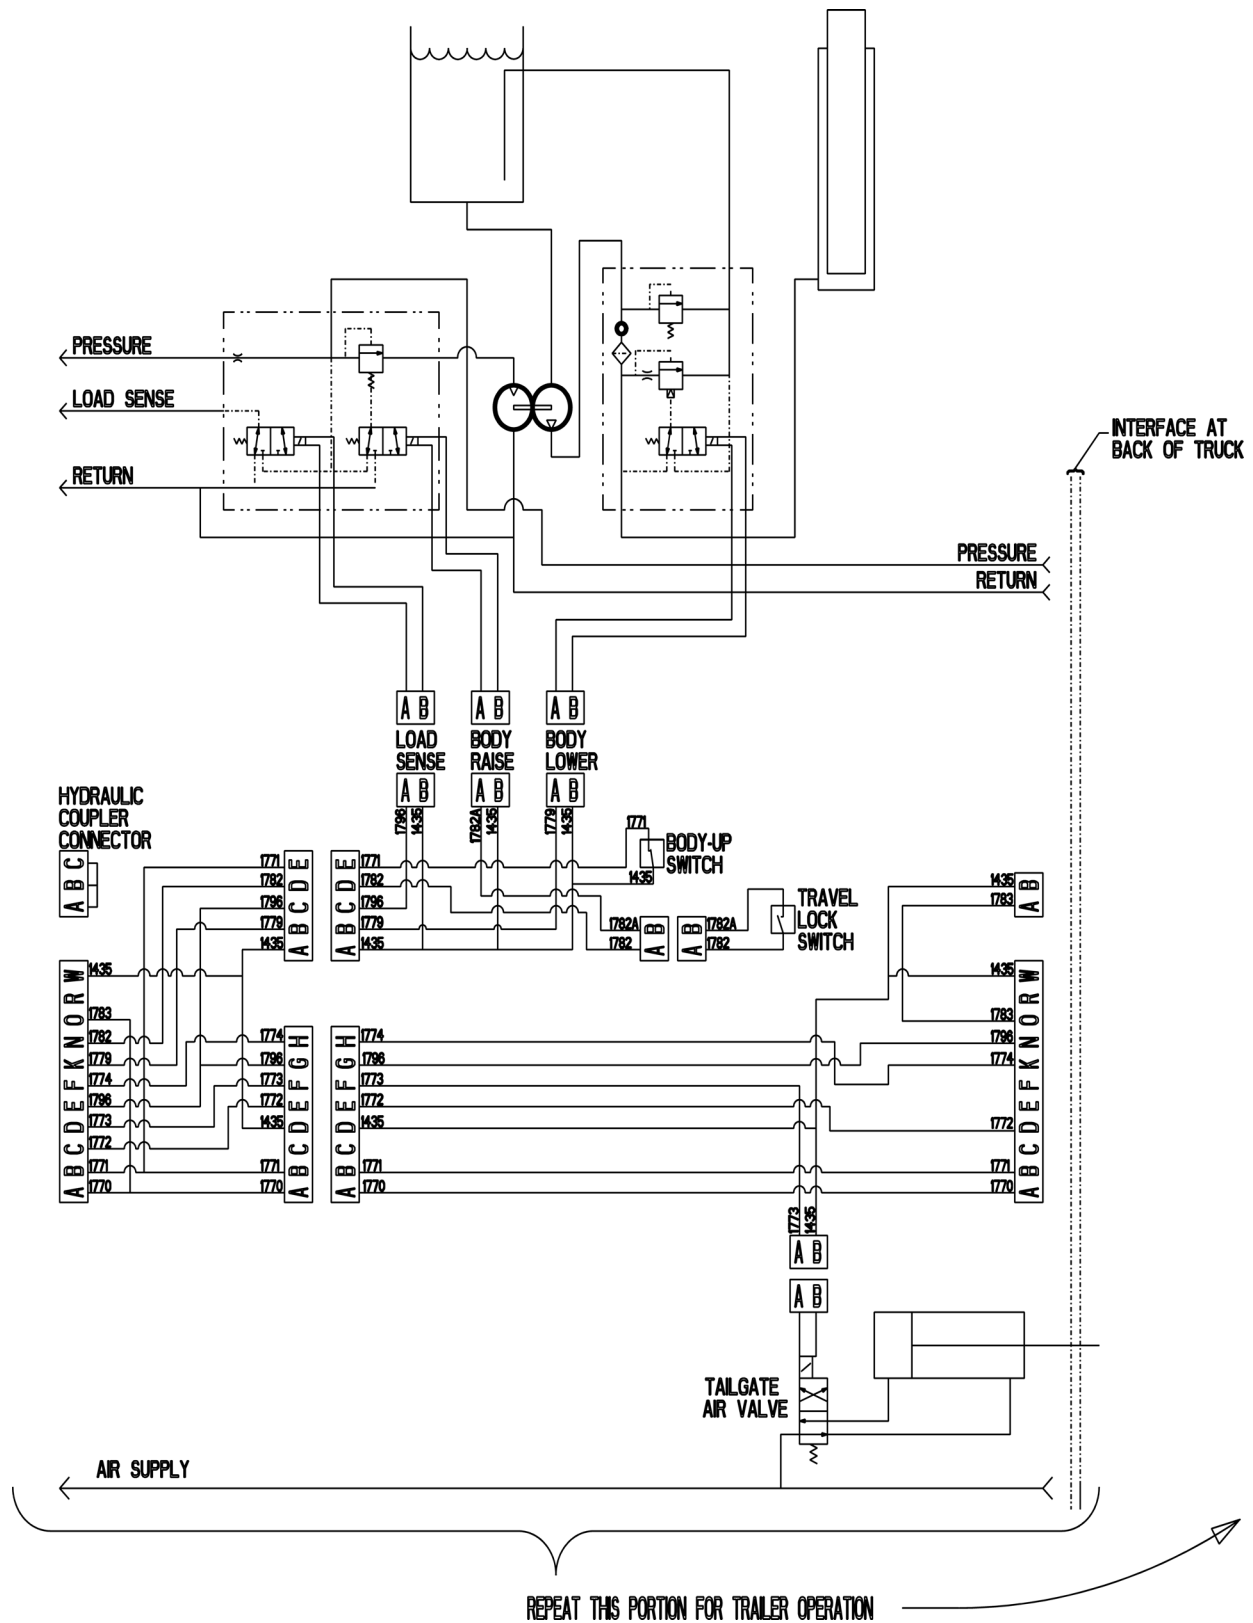 PRESSURE
LOAD SENSE
RETURN
INTERFACE AT
BACK OF TRUCK
PRESSURE
RETURN
A B
A B
A B
LOAD
SENSE
BODY
RAISE
BODY
LOWER
A B
A B
A B
1796
1435
1782A
1435
1779
1435
HYDRAULIC
COUPLER
CONNECTOR
A B C
1771
1782
1796
1779
1435
A B C D E
A B C D E
1771
1782
1796
1779
1435
1771
BODY-UP
SWITCH
1435
1782A
1782
A B
A B
1782A
1782
TRAVEL
LOCK
SWITCH
1435
1783
A B
A B C D E F K N O R W
1435
1783
1782
1779
1774
1796
1773
1772
1771
1770
1774
1796
1773
1772
1435
1771
1770
A B C D E F G H
A B C D E F G H
1774
1796
1773
1772
1435
1771
1770
1435
1783
1796
1774
1772
1771
1770
A B C D E F K N O R W
1773
1435
A B
A B
TAILGATE
AIR VALVE
AIR SUPPLY
REPEAT THIS PORTION FOR TRAILER OPERATION